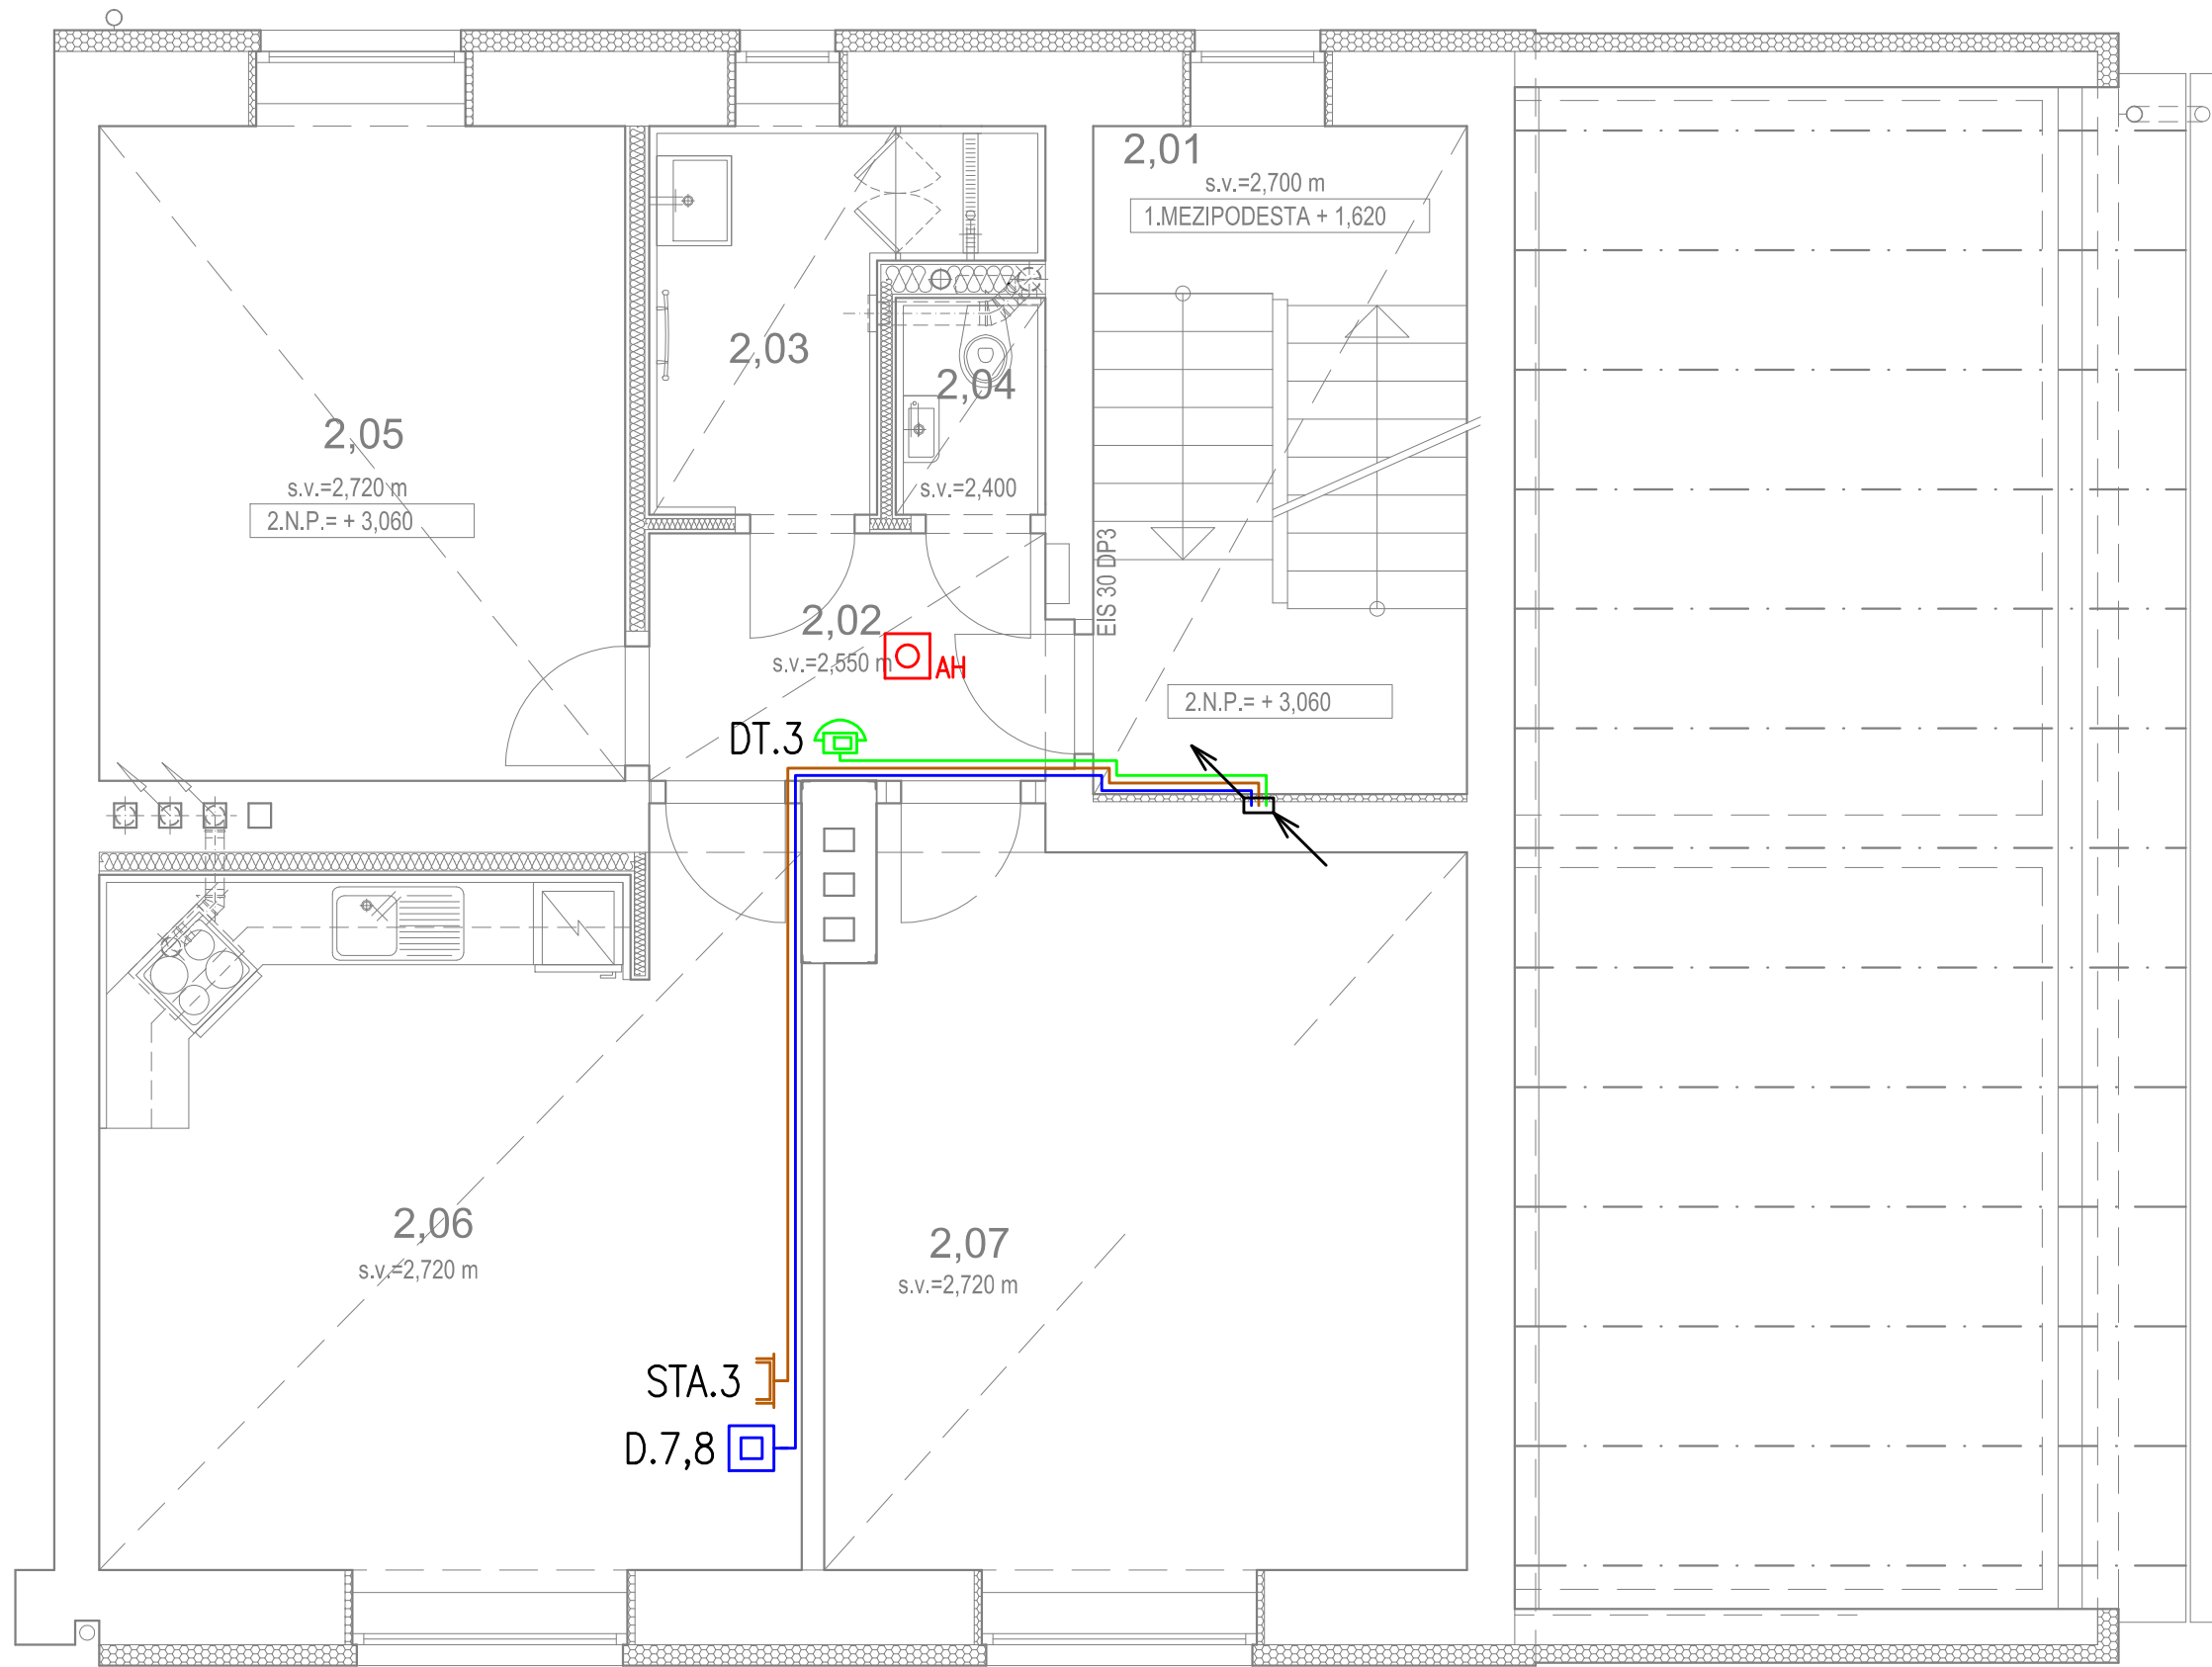 2,01
s.v.=2,700 m
1.MEZIPODESTA + 1,620
2,03
2,04
s.v.=2,400
2,05
s.v.=2,720 m
2.N.P.= + 3,060
EIS 30 DP3
2,02
s.v.=2,550 m
AH
2.N.P.= + 3,060
DT.3
2,06
s.v.=2,720 m
2,07
s.v.=2,720 m
STA.3
D.7,8